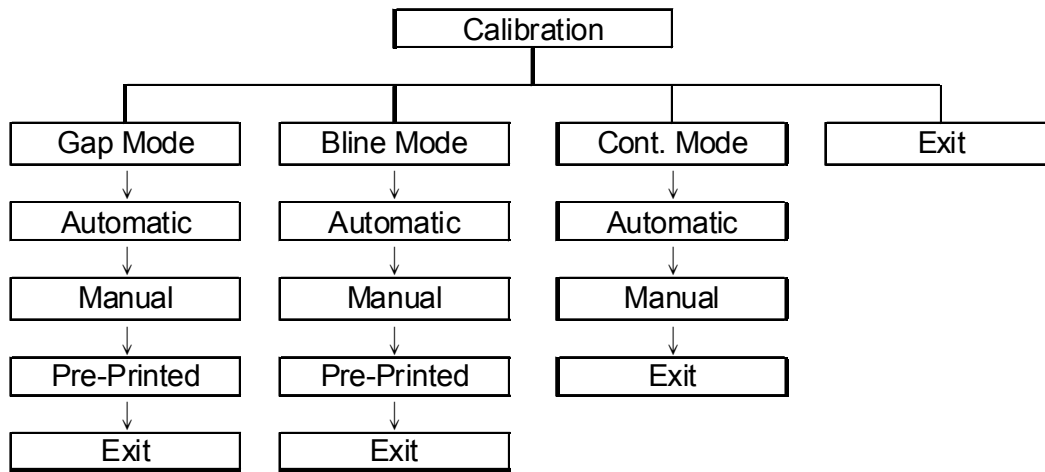 Calibration
Gap Mode
Bline Mode
Cont. Mode
Exit
Automatic
Automatic
Automatic
Manual
Manual
Manual
Pre-Printed
Pre-Printed
Exit
Exit
Exit